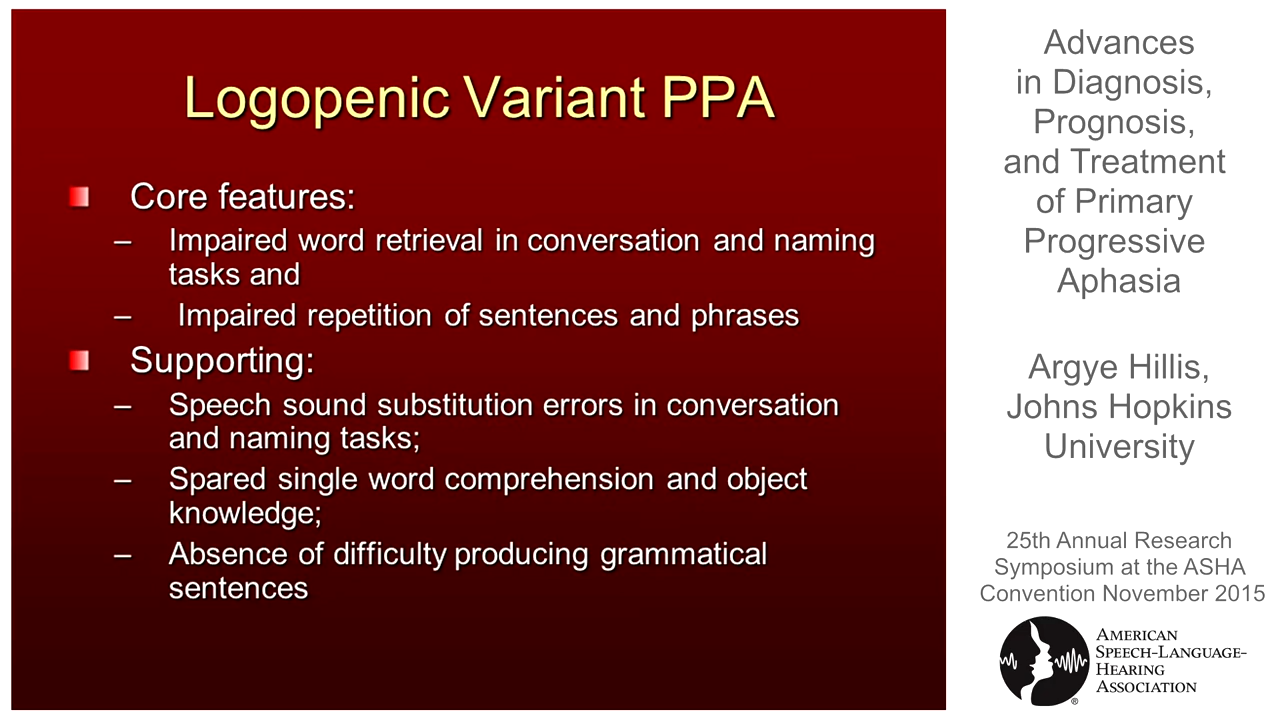 Logopenic Variant PPA
Core features:
– Impaired word retrieval in conversation and naming
tasks and
– Impaired repetition of sentences and phrases
Supporting:
– Speech sound substitution errors in conversation
and naming tasks;
– Spared single word comprehension and object
knowledge;
– Absence of difficulty producing grammatical
sentences
Advances
in Diagnosis,
Prognosis,
and Treatment
of Primary
Progressive
Aphasia
Argye Hillis,
Johns Hopkins
University
25th Annual Research
Symposium at the ASHA
Convention November 2015
AMERICAN
SPEECH-LANGUAGE-
HEARING
ASSOCIATION
®